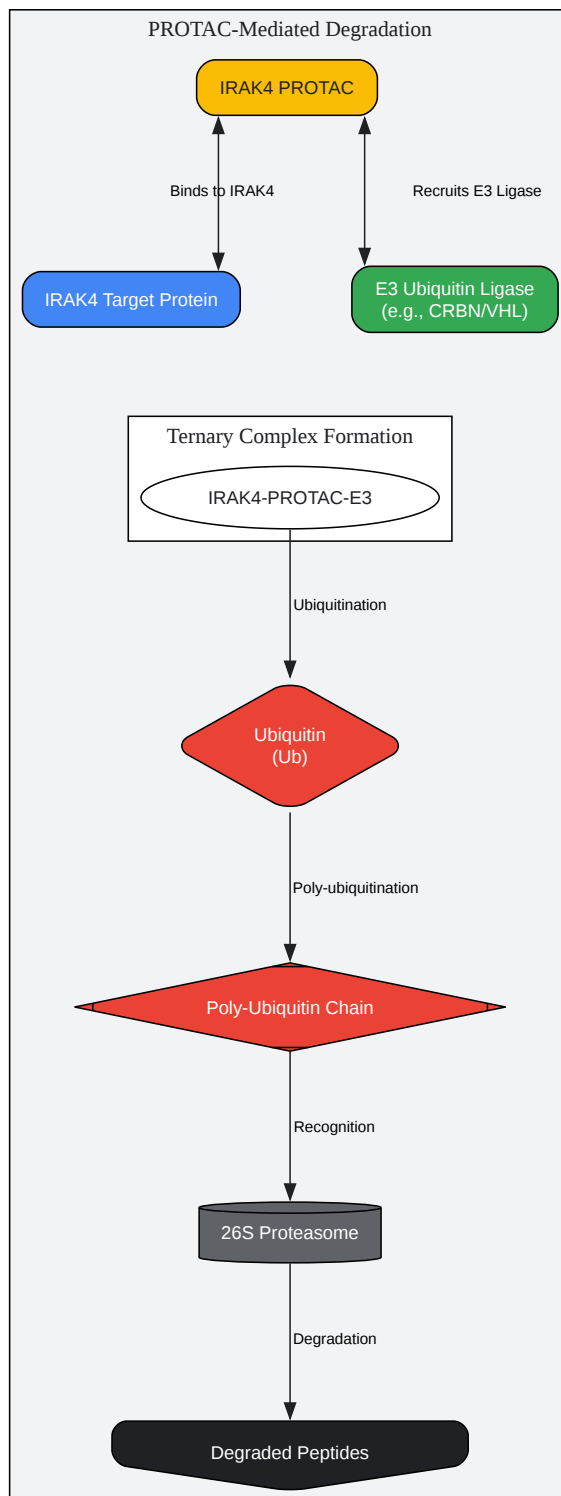 PROTAC-Mediated Degradation
IRAK4 PROTAC
Binds to IRAK4
Recruits E3 Ligase
IRAK4 Target Protein
E3 Ubiquitin Ligase
(e.g., CRBN/VHL)
Ternary Complex Formation
IRAK4-PROTAC-E3
Ubiquitination
Ubiquitin
(Ub)
Poly-ubiquitination
Poly-Ubiquitin Chain
Recognition
26S Proteasome
Degradation
Degraded Peptides